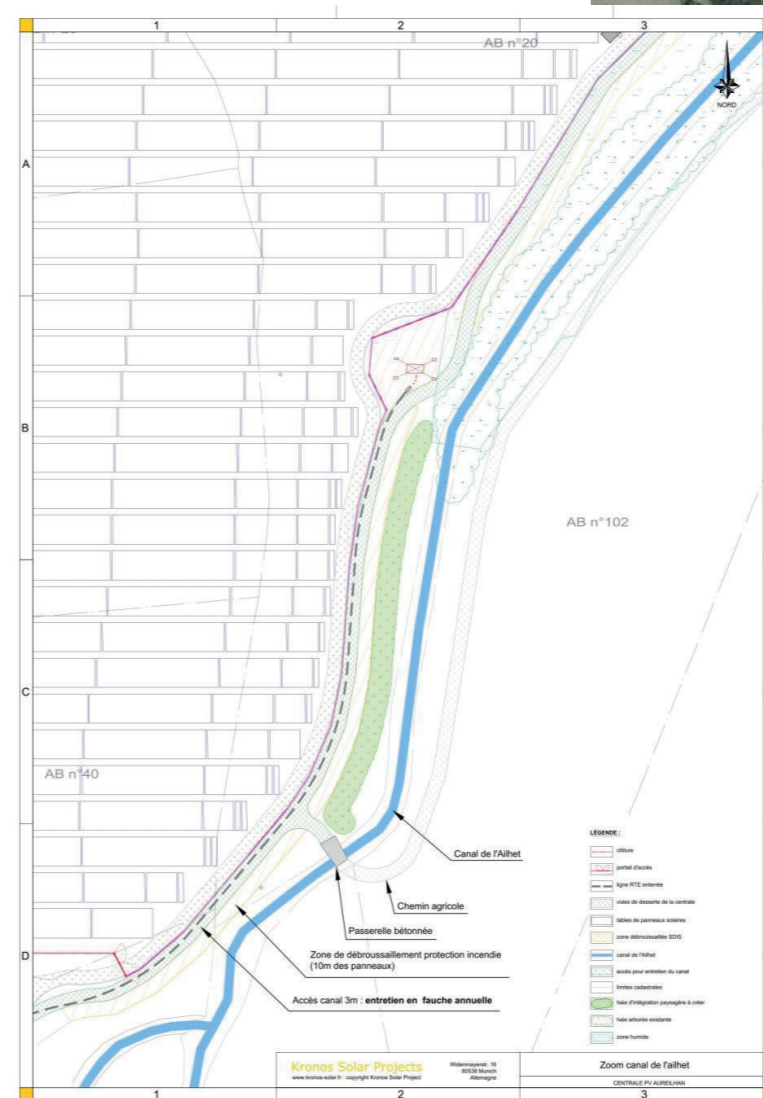 1
2
3
AB n°20
NORD
A
B
AB n°102
C
AB n°40
Canal de l'Ailhet
Chemin agricole
Passerelle bétonnée
D
Zone de débroussaillement protection incendie
(10m des panneaux)
Accès canal 3m : entretien en fauche annuelle
LÉGENDE :
clôture
portail d'accès
ligne RTE enterrée
voies de desserte de la centrale
tables de panneaux solaires
zone débroussaillée SDIS
canal de l'Ailhet
accès pour entretien du canal
limites cadastrales
haie d'intégration paysagère à créer
haie arborée existante
zone humide
Kronos Solar Projects
www.kronos-solar.fr - copyright Kronos Solar Project
Widenmayerstr. 16
80538 Munich
Allemagne
Zoom canal de l'ailhet
CENTRALE PV AUREILHAN
1
2
3